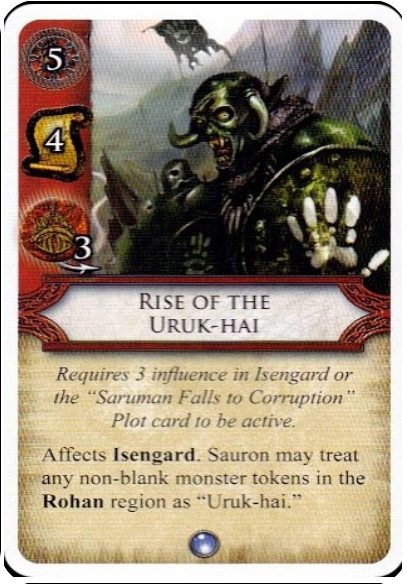 5
4
3
RISE OF THE
URUK-HAI
Requires 3 influence in Isengard or
the “Saruman Falls to Corruption”
Plot card to be active.
Affects Isengard. Sauron may treat
any non-blank monster tokens in the
Rohan region as “Uruk-hai.”